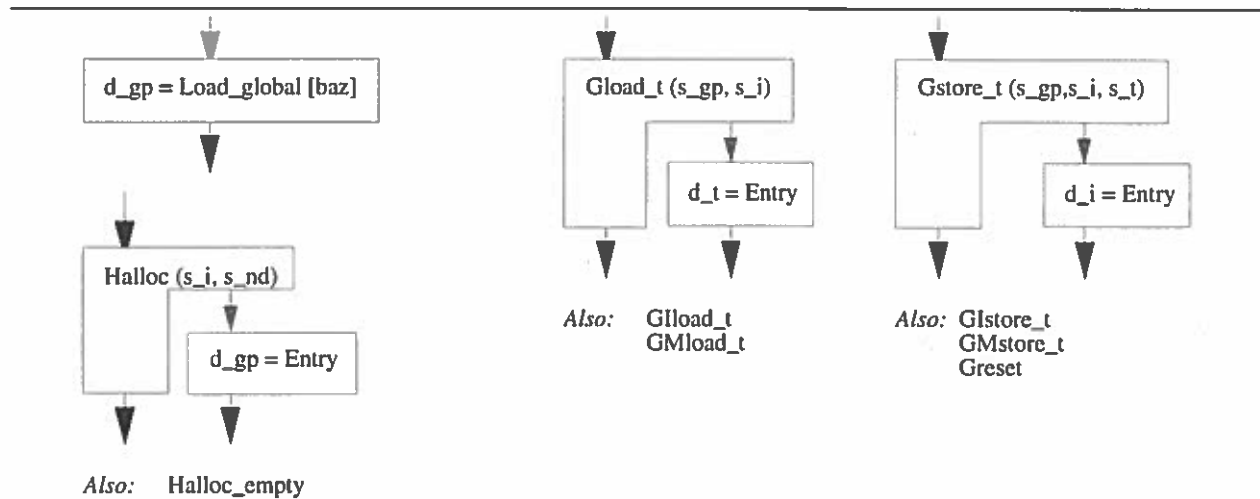 d_gp = Load_global [baz]
Halloc (s_i, s_nd)
d_gp = Entry
Also: Halloc_empty
Gload_t (s_gp, s_i)
d_t = Entry
Also: GIload_t
GMload_t
Gstore_t (s_gp,s_i, s_t)
d_i = Entry
Also: GIstore_t
GMstore_t
Greset